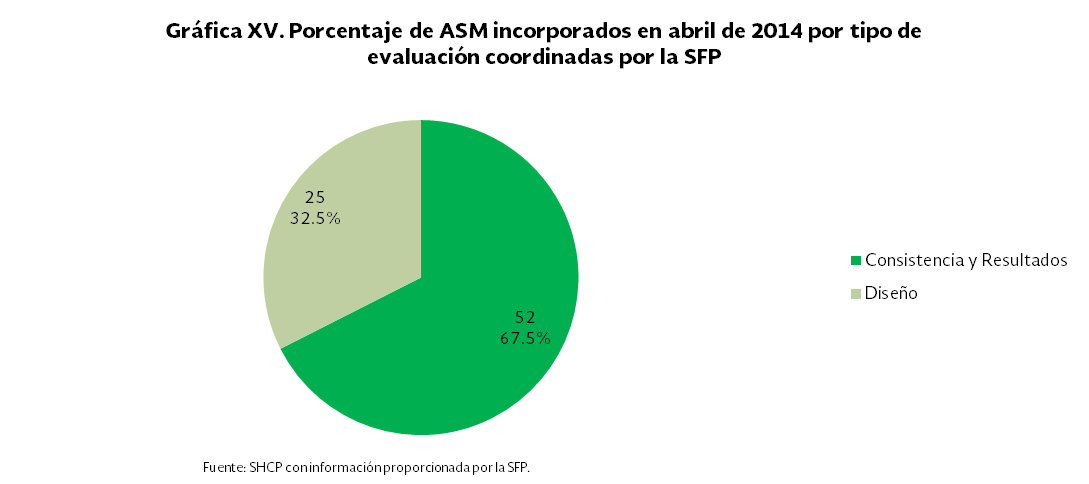 Gráfica XV. Porcentaje de ASM incorporados en abril de 2014 por tipo de
evaluación coordinadas por la SFP
25
32.5%
52
67.5%
Consistencia y Resultados
Diseño
Fuente: SHCP con información proporcionada por la SFP.